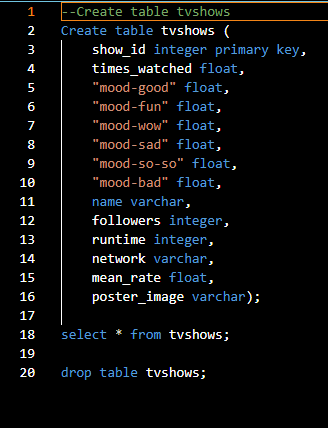 1 --Create table tvshows
2 Create table tvshows (
3 show_id integer primary key,
4 times_watched float,
5 "mood-good" float,
6 "mood-fun" float,
7 "mood-wow" float,
8 "mood-sad" float,
9 "mood-so-so" float,
10 "mood-bad" float,
11 name varchar,
12 followers integer,
13 runtime integer,
14 network varchar,
15 mean_rate float,
16 poster_image varchar);
17
18 select * from tvshows;
19
20 drop table tvshows;